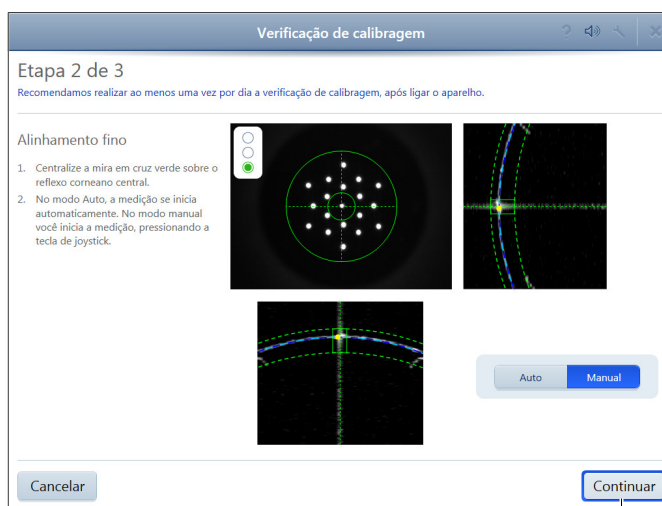 Verificação de calibragem
Etapa 2 de 3
Recomendamos realizar ao menos uma vez por dia a verificação de calibragem, após ligar o aparelho.
Alinhamento fino
1. Centralize a mira em cruz verde sobre o
reflexo corneano central.
2. No modo Auto, a medição se inicia
automaticamente. No modo manual
você inicia a medição, pressionando a
tecla de joystick.
Auto
Manual
Cancelar
Continuar